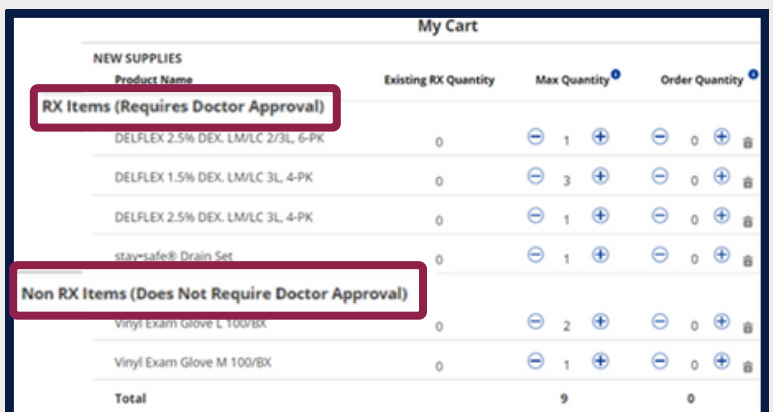 My Cart
NEW SUPPLIES
Product Name Existing RX Quantity Max Quantity Order Quantity
RX Items (Requires Doctor Approval)
DELFLEX 2.5% DEX. LM/LC 2/3L, 6-PK 0 1 0
DELFLEX 1.5% DEX. LM/LC 3L, 4-PK 0 3 0
DELFLEX 2.5% DEX. LM/LC 3L, 4-PK 0 1 0
stay•safe® Drain Set 0 1 0
Non RX Items (Does Not Require Doctor Approval)
Vinyl Exam Glove L 100/BX 0 2 0
Vinyl Exam Glove M 100/BX 0 1 0
Total 9 0